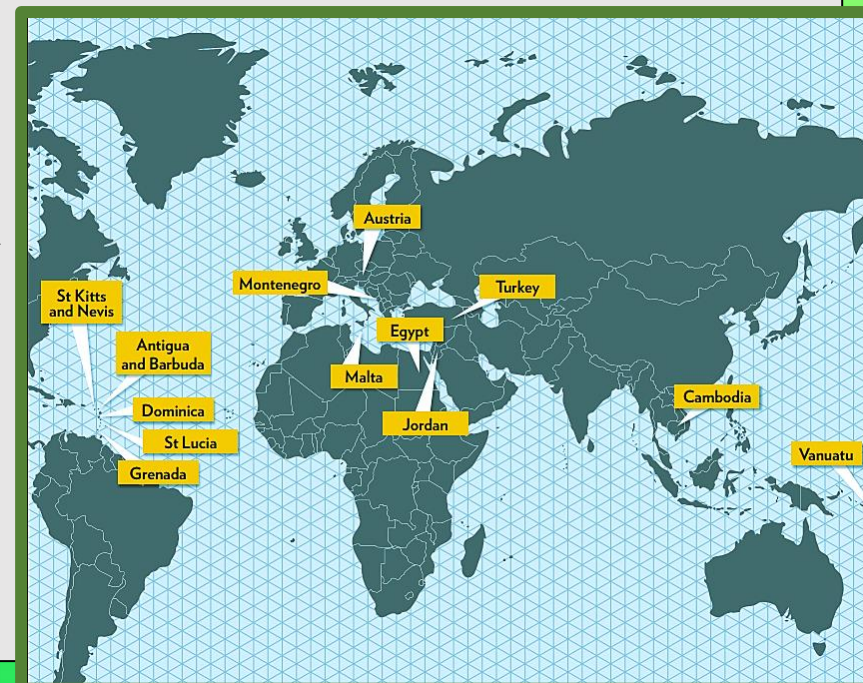 Austria
Montenegro
Turkey
St Kitts
and Nevis
Egypt
Antigua
and Barbuda
Malta
Cambodia
Dominica
Jordan
St Lucia
Vanuatu
Grenada